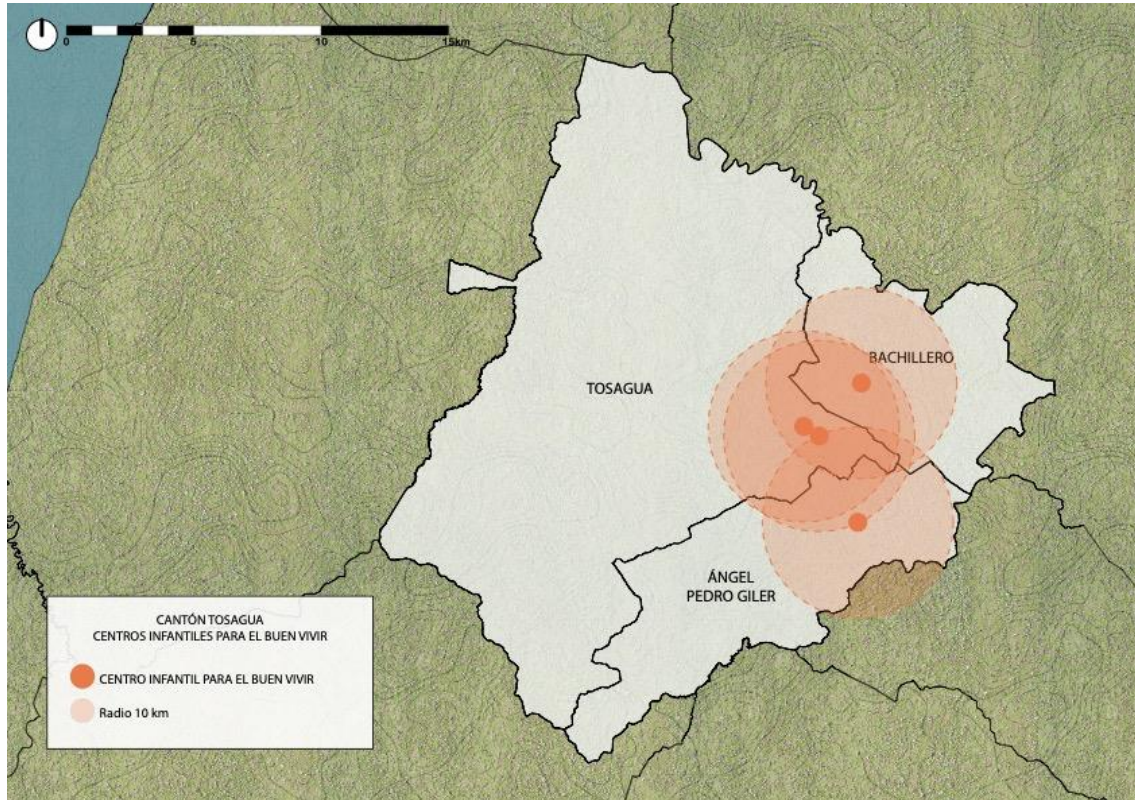 0 5 10 15km
BACHILLERO
TOSAGUA
ÁNGEL
PEDRO GILER
CANTÓN TOSAGUA
CENTROS INFANTILES PARA EL BUEN VIVIR
CENTRO INFANTIL PARA EL BUEN VIVIR
Radio 10 km